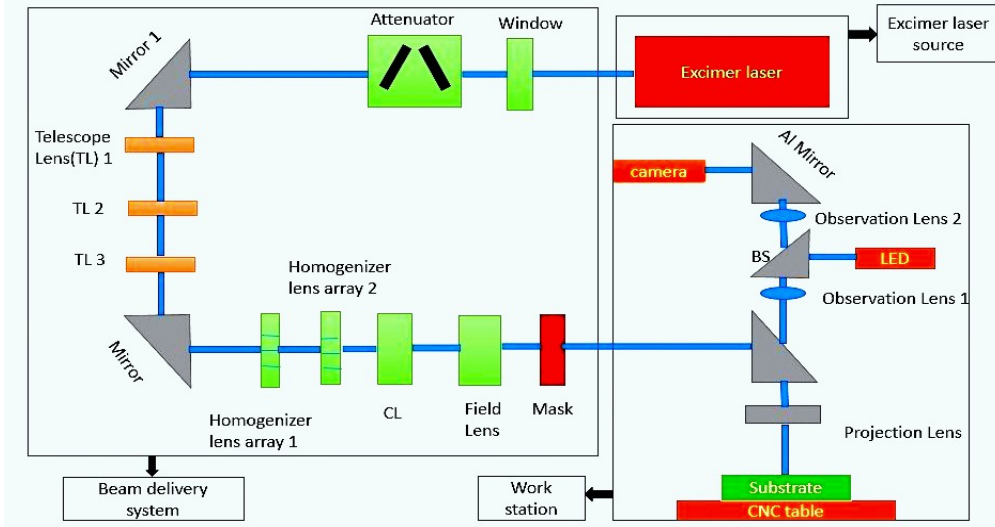 Attenuator
Window
Excimer laser
source
Mirror 1
Excimer laser
Telescope
Lens(TL) 1
TL 2
TL 3
Mirror
Homogenizer
lens array 2
Homogenizer
lens array 1
CL
Field
Lens
Mask
Beam delivery
system
camera
Al Mirror
Observation Lens 2
BS
LED
Observation Lens 1
Projection Lens
Substrate
CNC table
Work
station